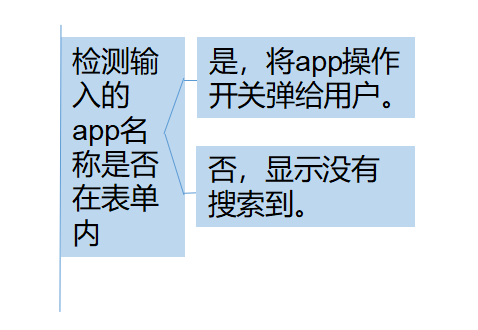 检测输
入的
app名
称是否
在表单
内
是，将app操作
开关弹给用户。
否，显示没有
搜索到。